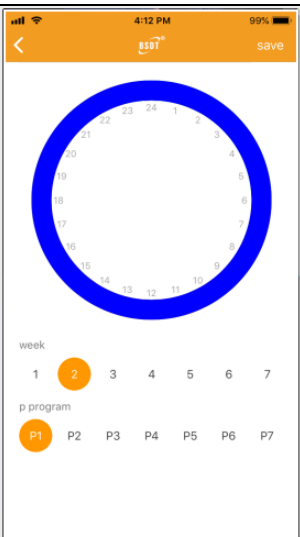 4:12 PM 99%
BSDT® save
24 1 2 3 4 5 6 7 8 9 10 11 12 13 14 15 16 17 18 19 20 21 22 23
week
1 2 3 4 5 6 7
p program
P1 P2 P3 P4 P5 P6 P7